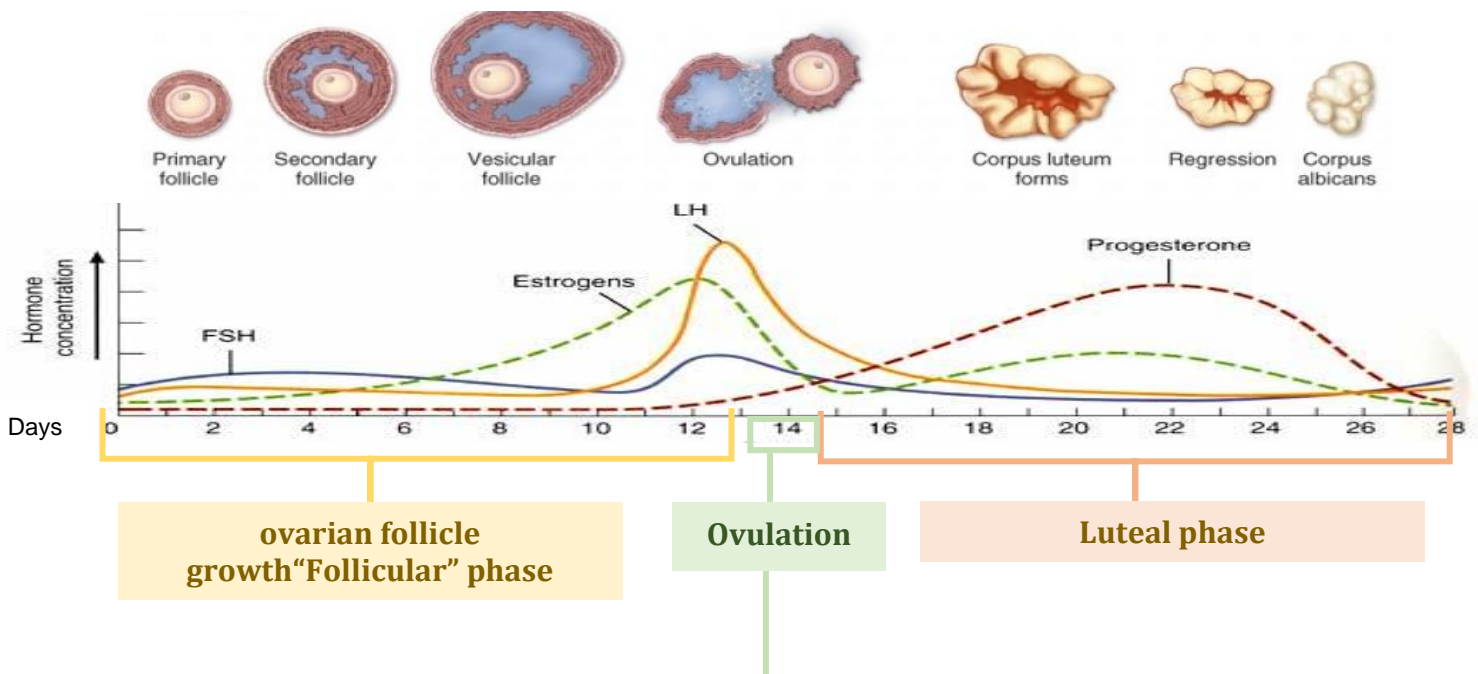 Primary
follicle
Secondary
follicle
Vesicular
follicle
Ovulation
Corpus luteum
forms
Regression
Corpus
albicans
Hormone
concentration
LH
Estrogens
FSH
Progesterone
Days
0 2 4 6 8 10 12 14 16 18 20 22 24 26 28
ovarian follicle
growth“Follicular” phase
Ovulation
Luteal phase